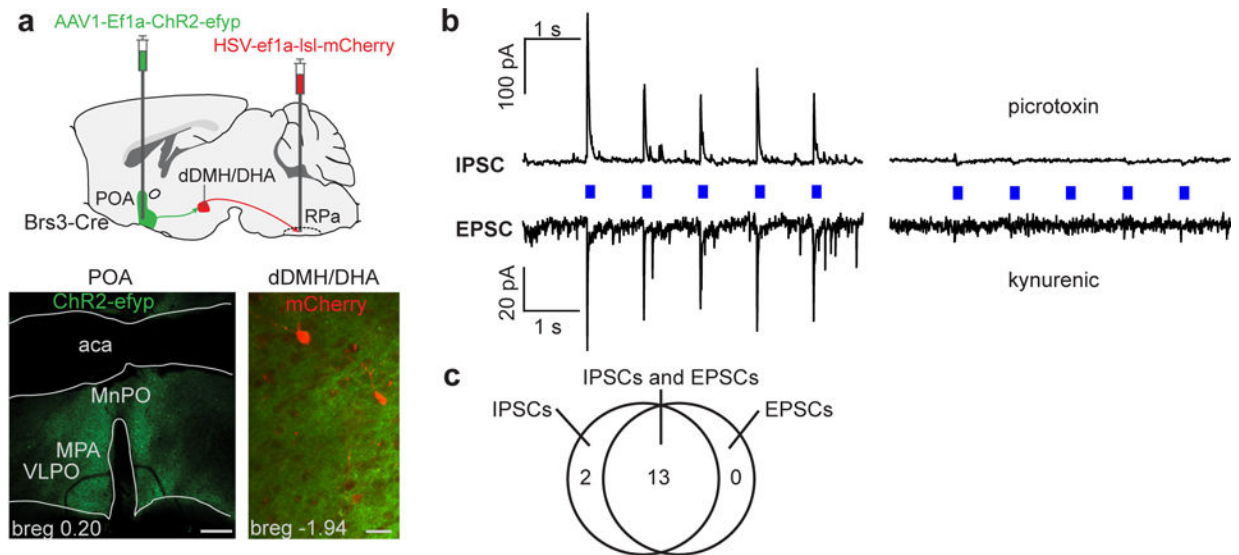 a
AAV1-Ef1a-ChR2-efyp
HSV-ef1a-lsl-mCherry
dDMH/DHA
POA
Brs3-Cre
RPa
POA
ChR2-efyp
aca
MnPO
MPA
VLPO
breg 0.20
dDMH/DHA
mCherry
breg -1.94
b
1 s
100 pA
picrotoxin
IPSC
EPSC
kynurenic
20 pA
1 s
c
IPSCs and EPSCs
IPSCs
EPSCs
2
13
0